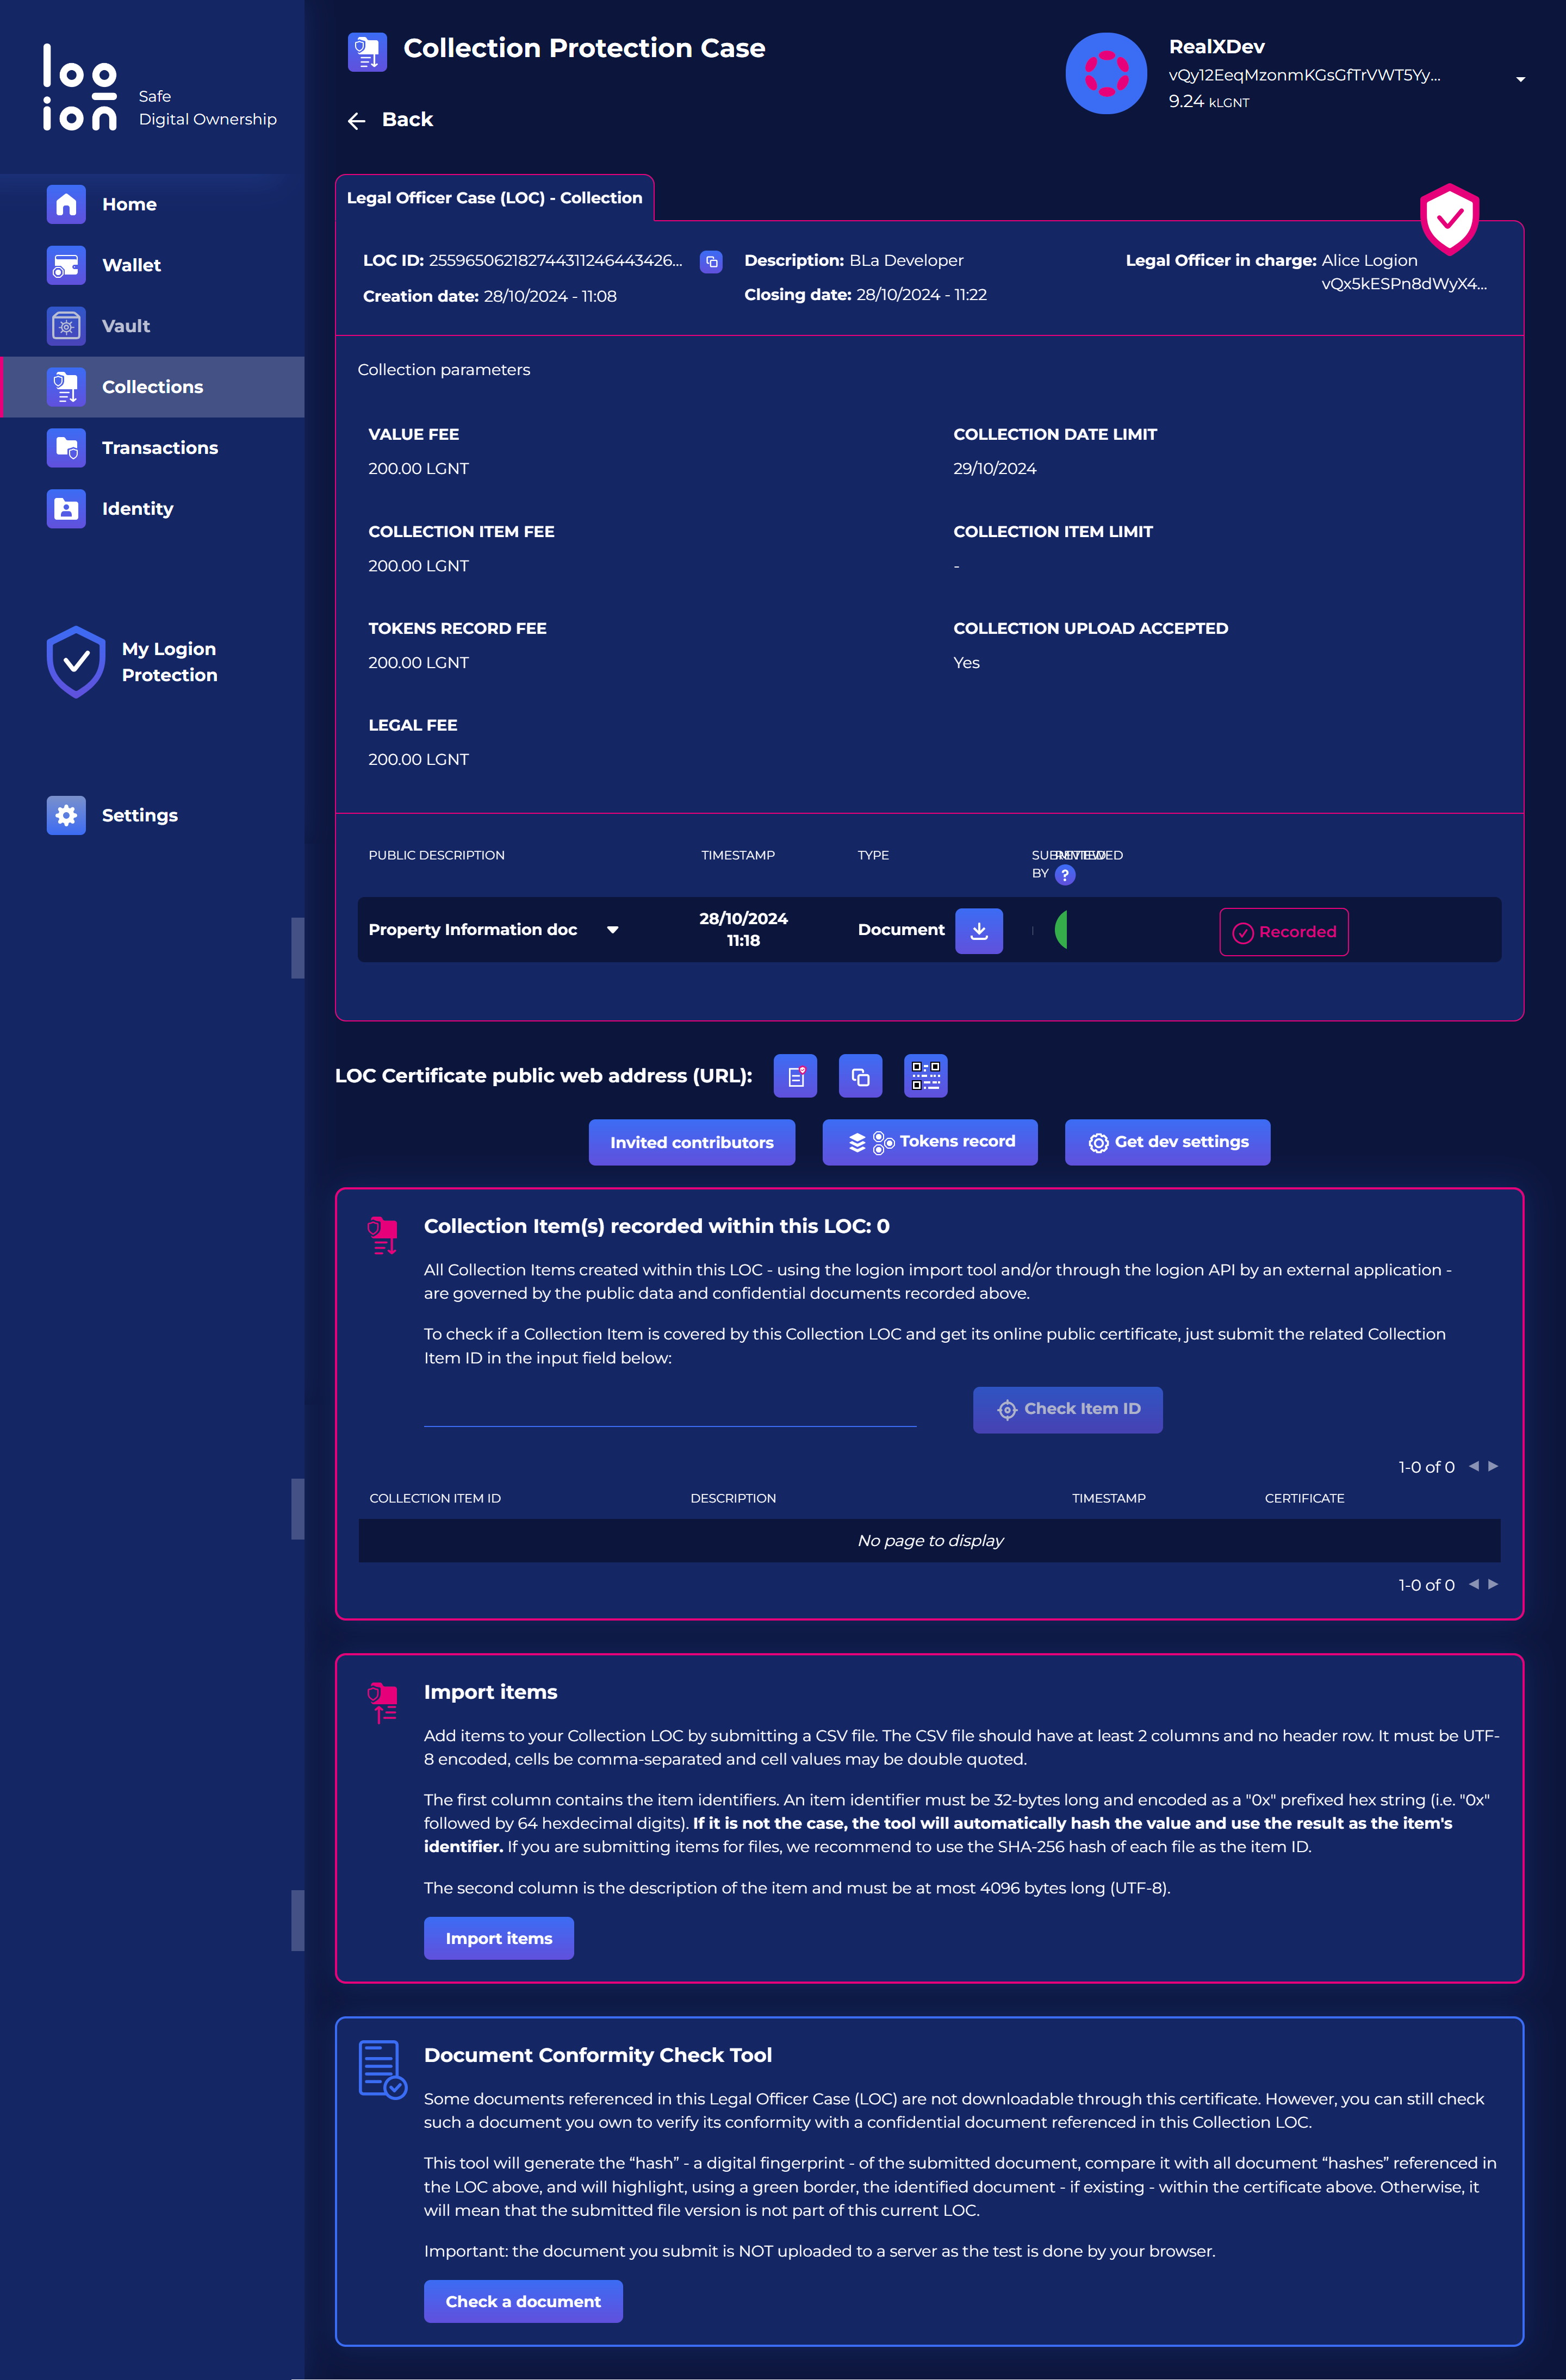 logion
Safe
Digital Ownership
Home
Wallet
Vault
Collections
Transactions
Identity
My Logion
Protection
Settings
Collection Protection Case
Back
RealXDev
vQy12EeqMzonmKGsGfTrVWT5Yy...
9.24 kLGNT
Legal Officer Case (LOC) - Collection
LOC ID: 255965062182744311246443426...
Creation date: 28/10/2024 - 11:08
Description: BLa Developer
Closing date: 28/10/2024 - 11:22
Legal Officer in charge: Alice Logion
vQx5kESPn8dWyX4...
Collection parameters
VALUE FEE
200.00 LGNT
COLLECTION DATE LIMIT
29/10/2024
COLLECTION ITEM FEE
200.00 LGNT
COLLECTION ITEM LIMIT
-
TOKENS RECORD FEE
200.00 LGNT
COLLECTION UPLOAD ACCEPTED
Yes
LEGAL FEE
200.00 LGNT
PUBLIC DESCRIPTION TIMESTAMP TYPE
BY ?
Property Information doc 28/10/2024 11:18 Document Recorded
LOC Certificate public web address (URL):
Invited contributors Tokens record Get dev settings
Collection Item(s) recorded within this LOC: 0
All Collection Items created within this LOC - using the logion import tool and/or through the logion API by an external application -
are governed by the public data and confidential documents recorded above.
To check if a Collection Item is covered by this Collection LOC and get its online public certificate, just submit the related Collection
Item ID in the input field below:
Check Item ID
1-0 of 0
COLLECTION ITEM ID DESCRIPTION TIMESTAMP CERTIFICATE
No page to display
1-0 of 0
Import items
Add items to your Collection LOC by submitting a CSV file. The CSV file should have at least 2 columns and no header row. It must be UTF-
8 encoded, cells be comma-separated and cell values may be double quoted.
The first column contains the item identifiers. An item identifier must be 32-bytes long and encoded as a "0x" prefixed hex string (i.e. "0x"
followed by 64 hexdecimal digits). If it is not the case, the tool will automatically hash the value and use the result as the item's
identifier. If you are submitting items for files, we recommend to use the SHA-256 hash of each file as the item ID.
The second column is the description of the item and must be at most 4096 bytes long (UTF-8).
Import items
Document Conformity Check Tool
Some documents referenced in this Legal Officer Case (LOC) are not downloadable through this certificate. However, you can still check
such a document you own to verify its conformity with a confidential document referenced in this Collection LOC.
This tool will generate the “hash” - a digital fingerprint - of the submitted document, compare it with all document “hashes” referenced in
the LOC above, and will highlight, using a green border, the identified document - if existing - within the certificate above. Otherwise, it
will mean that the submitted file version is not part of this current LOC.
Important: the document you submit is NOT uploaded to a server as the test is done by your browser.
Check a document